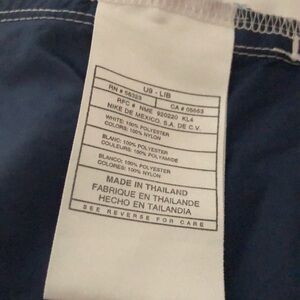 U9 - LIB
RN # 56323 CA # 05553
RFC # NME 920220 KL4
NIKE DE MEXICO, S.A. DE C.V.
WHITE: 100% POLYESTER
COLORS: 100% NYLON
BLANC: 100% POLYESTER
COULEURS: 100% POLYAMIDE
BLANCO: 100% POLYESTER
COLORES: 100% NYLON
MADE IN THAILAND
FABRIQUE EN THAILANDE
HECHO EN TAILANDIA
SEE REVERSE FOR CARE